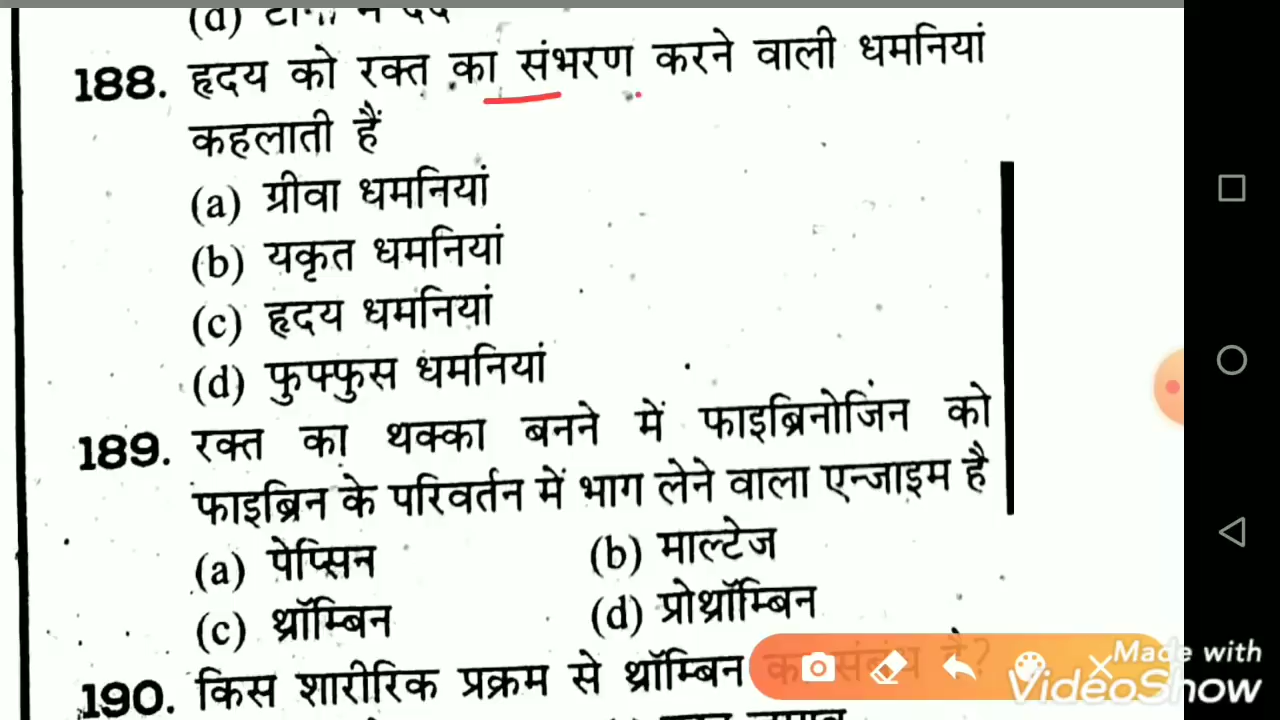 188. हृदय को रक्त का संभरण करने वाली धमनियां
कहलाती हैं
(a) ग्रीवा धमनियां
(b) यकृत धमनियां
(c) हृदय धमनियां
(d) फुफ्फुस धमनियां
189. रक्त का थक्का बनने में फाइब्रिनोजिंन को
फाइब्रिन के परिवर्तन में भाग लेने वाला एन्जाइम है
(a) पेप्सिन (b) माल्टेज
(c) थ्रॉम्बिन (d) प्रोथ्रॉम्बिन
190. किस शारीरिक प्रक्रम से थ्रॉम्बिन का संबंध है?
Made with
VideoShow